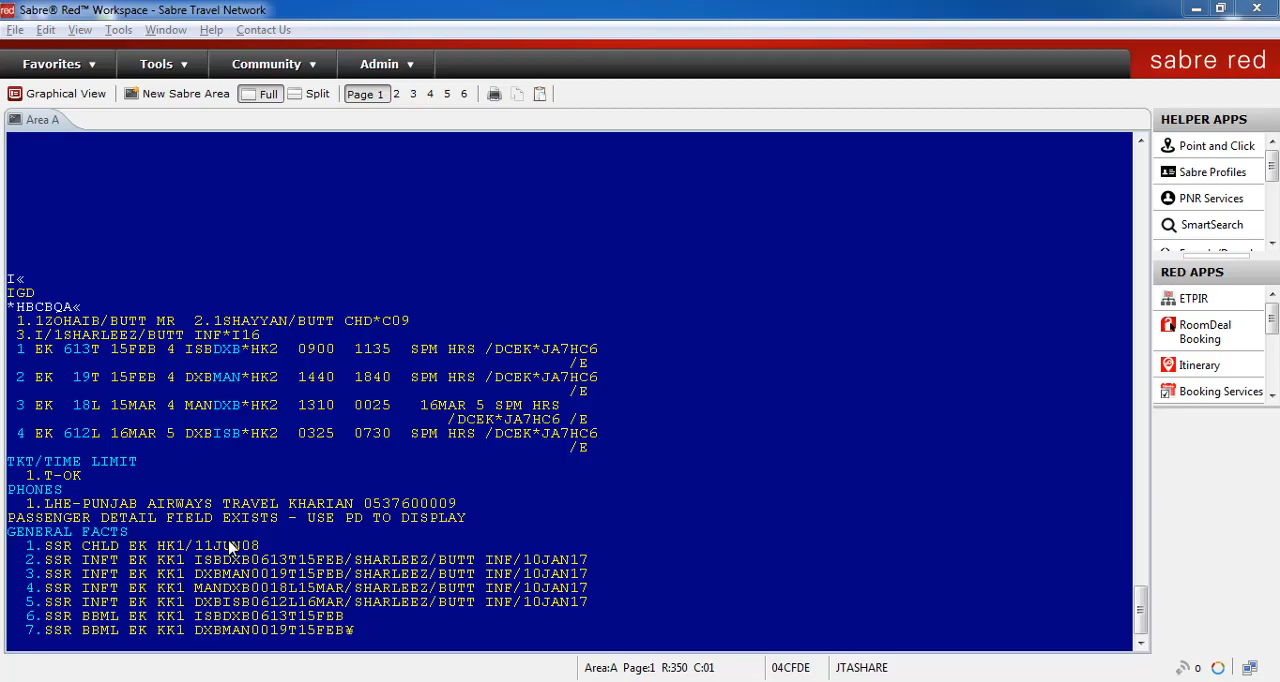 red Sabre® Red™ Workspace - Sabre Travel Network
File Edit View Tools Window Help Contact Us
Favorites Tools Community Admin sabre red
Graphical View New Sabre Area Full Split Page 1 2 3 4 5 6
Area A
HELPER APPS
Point and Click
Sabre Profiles
PNR Services
SmartSearch
RED APPS
ETPIR
RoomDeal
Booking
Itinerary
Booking Services
I«
IGD
*HBCBQA«
1.1ZOHAIB/BUTT MR 2.1SHAYYAN/BUTT CHD*C09
3.I/1SHARLEEZ/BUTT INF*I16
1 EK 613T 15FEB 4 ISBDXB*HK2 0900 1135 SPM HRS /DCEK*JA7HC6
/E
2 EK 19T 15FEB 4 DXBMAN*HK2 1440 1840 SPM HRS /DCEK*JA7HC6
/E
3 EK 18L 15MAR 4 MANDXB*HK2 1310 0025 16MAR 5 SPM HRS
/DCEK*JA7HC6 /E
4 EK 612L 16MAR 5 DXBISB*HK2 0325 0730 SPM HRS /DCEK*JA7HC6
/E
TKT/TIME LIMIT
1.T-OK
PHONES
1.LHE-PUNJAB AIRWAYS TRAVEL KHARIAN 0537600009
PASSENGER DETAIL FIELD EXISTS - USE PD TO DISPLAY
GENERAL FACTS
1.SSR CHLD EK HK1/11JUN08
2.SSR INFT EK KK1 ISBDXB0613T15FEB/SHARLEEZ/BUTT INF/10JAN17
3.SSR INFT EK KK1 DXBMAN0019T15FEB/SHARLEEZ/BUTT INF/10JAN17
4.SSR INFT EK KK1 MANDXB0018L15MAR/SHARLEEZ/BUTT INF/10JAN17
5.SSR INFT EK KK1 DXBISB0612L16MAR/SHARLEEZ/BUTT INF/10JAN17
6.SSR BBML EK KK1 ISBDXB0613T15FEB
7.SSR BBML EK KK1 DXBMAN0019T15FEB¥
Area:A Page:1 R:350 C:01 04CFDE JTASHARE 0